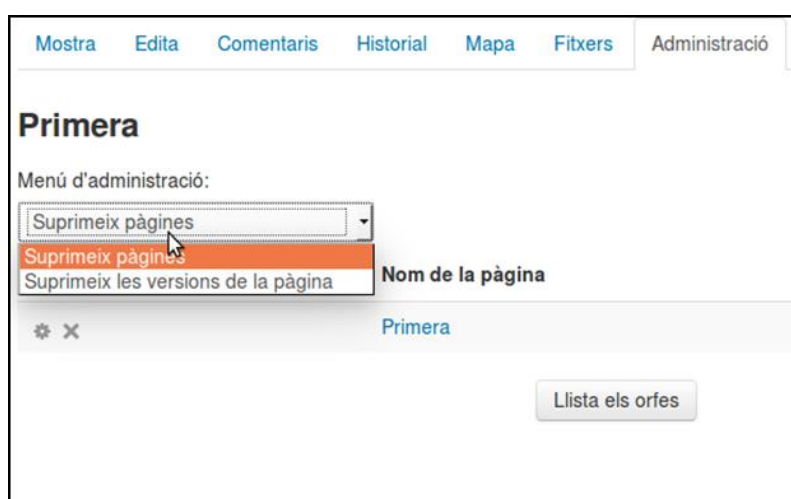 Mostra Edita Comentaris Historial Mapa Fitxers Administració
Primera
Menú d'administració:
Suprimeix pàgines
Suprimeix pàgines
Suprimeix les versions de la pàgina
Nom de la pàgina
Primera
Llista els orfes